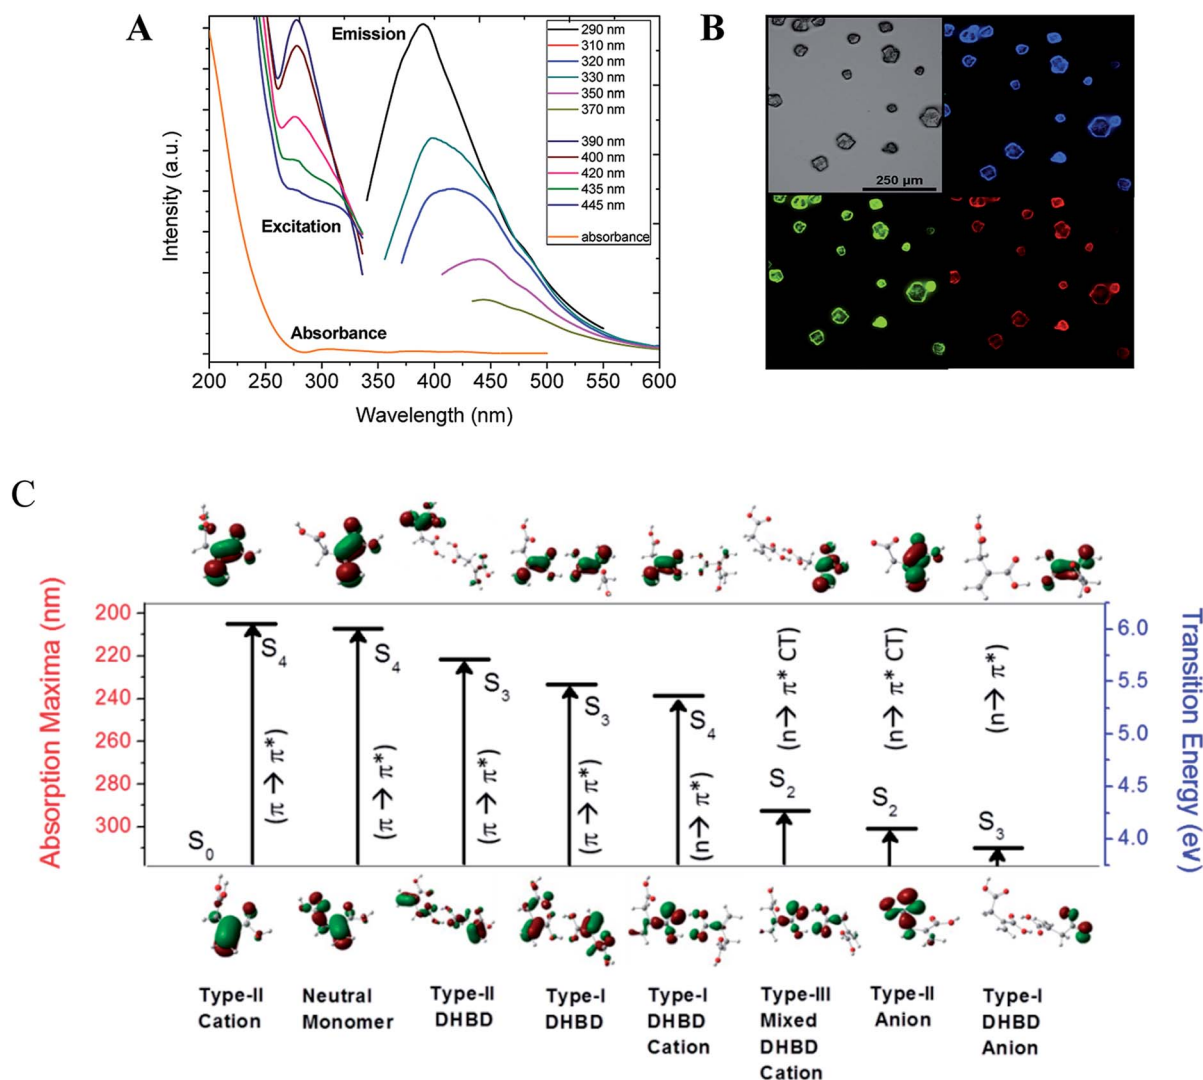 A
Emission
Excitation
Absorbance
290 nm
310 nm
320 nm
330 nm
350 nm
370 nm
390 nm
400 nm
420 nm
435 nm
445 nm
absorbance
Intensity (a.u.)
200 250 300 350 400 450 500 550 600
Wavelength (nm)
B
250 µm
C
Absorption Maxima (nm)
200
220
240
260
280
300
S0
S4
(π → π*)
S4
(π → π*)
S3
(π → π*)
S3
(π → π*)
S4
(n → π*)
S2
(n → π* CT)
S2
(n → π* CT)
S3
(n → π*)
6.0
5.5
5.0
4.5
4.0
Transition Energy (eV)
Type-II
Cation
Neutral
Monomer
Type-II
DHBD
Type-I
DHBD
Type-I
DHBD
Cation
Type-III
Mixed
DHBD
Cation
Type-II
Anion
Type-I
DHBD
Anion